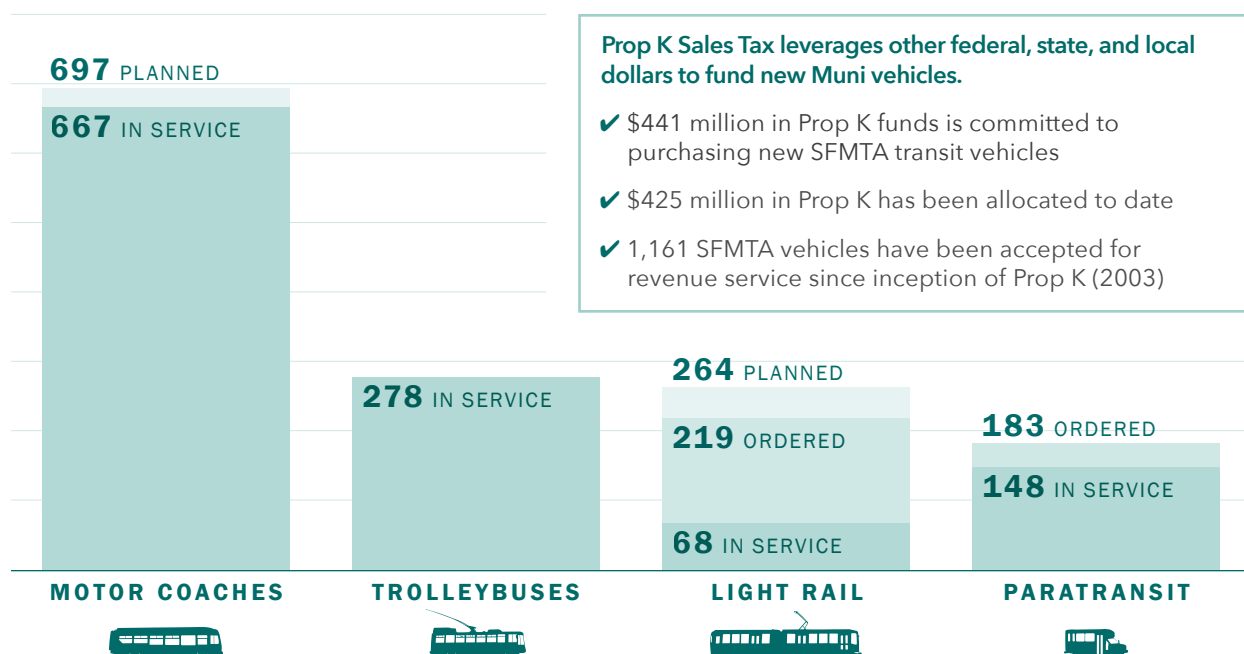 Prop K Sales Tax leverages other federal, state, and local
dollars to fund new Muni vehicles.
✔ $441 million in Prop K funds is committed to
purchasing new SFMTA transit vehicles
✔ $425 million in Prop K has been allocated to date
✔ 1,161 SFMTA vehicles have been accepted for
revenue service since inception of Prop K (2003)
697 PLANNED
667 IN SERVICE
278 IN SERVICE
264 PLANNED
219 ORDERED
68 IN SERVICE
183 ORDERED
148 IN SERVICE
MOTOR COACHES
TROLLEYBUSES
LIGHT RAIL
PARATRANSIT